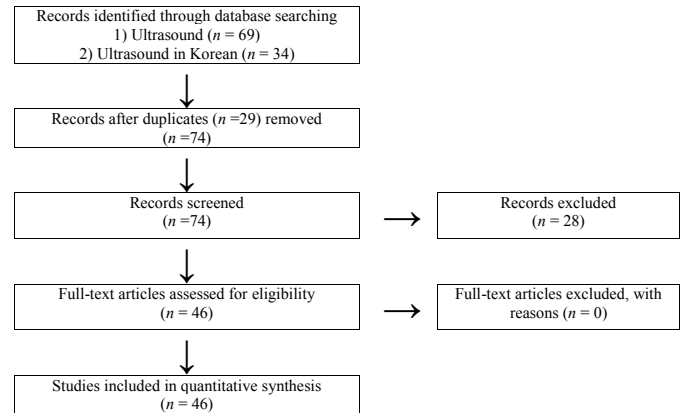 Records identified through database searching
1) Ultrasound (n = 69)
2) Ultrasound in Korean (n = 34)
Records after duplicates (n =29) removed
(n =74)
Records screened
(n =74)
Records excluded
(n = 28)
Full-text articles assessed for eligibility
(n = 46)
Full-text articles excluded, with
reasons (n = 0)
Studies included in quantitative synthesis
(n = 46)